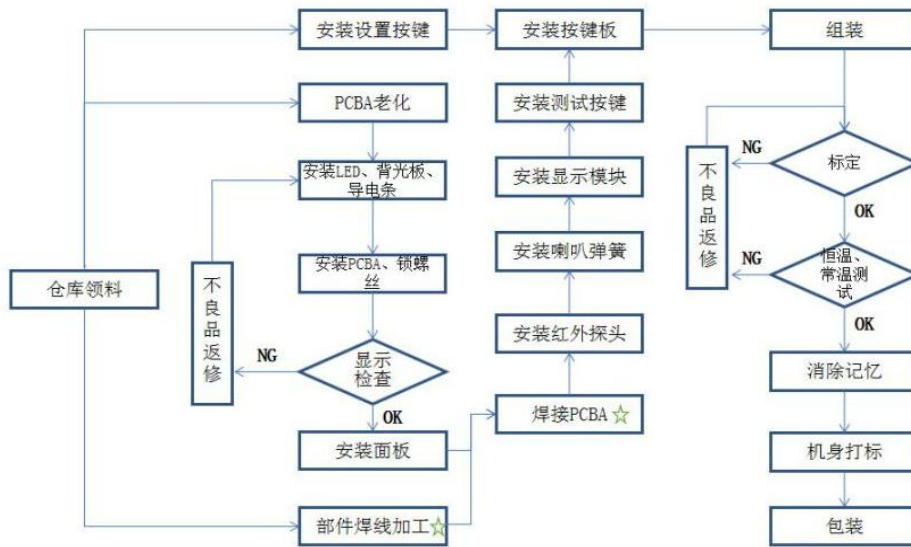 安装设置按键
安装按键板
组装
PCBA老化
安装测试按键
NG
标定
不良品返修
安装LED、背光板、
导电条
安装显示模块
OK
安装PCBA、锁螺
丝
安装喇叭弹簧
NG
恒温、
常温测
试
仓库领料
不良品返修
安装红外探头
OK
NG
显示
检查
消除记忆
OK
焊接PCBA☆
安装面板
机身打标
部件焊线加工☆
包装